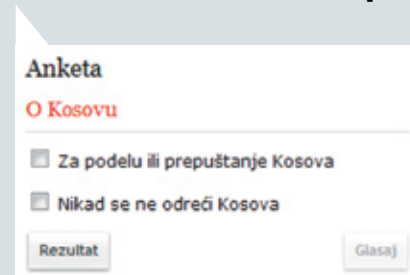 Anketa
O Kosovu
Za podelu ili prepuštanje Kosova
Nikad se ne odreći Kosova
Rezultat Glasaj